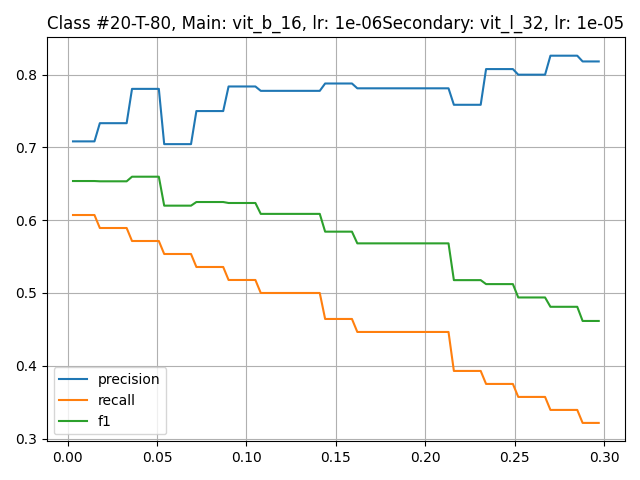 Class #20-T-80, Main: vit_b_16, lr: 1e-06Secondary: vit_l_32, lr: 1e-05
0.8
0.7
0.6
0.5
0.4
0.3
precision
recall
f1
0.00 0.05 0.10 0.15 0.20 0.25 0.30